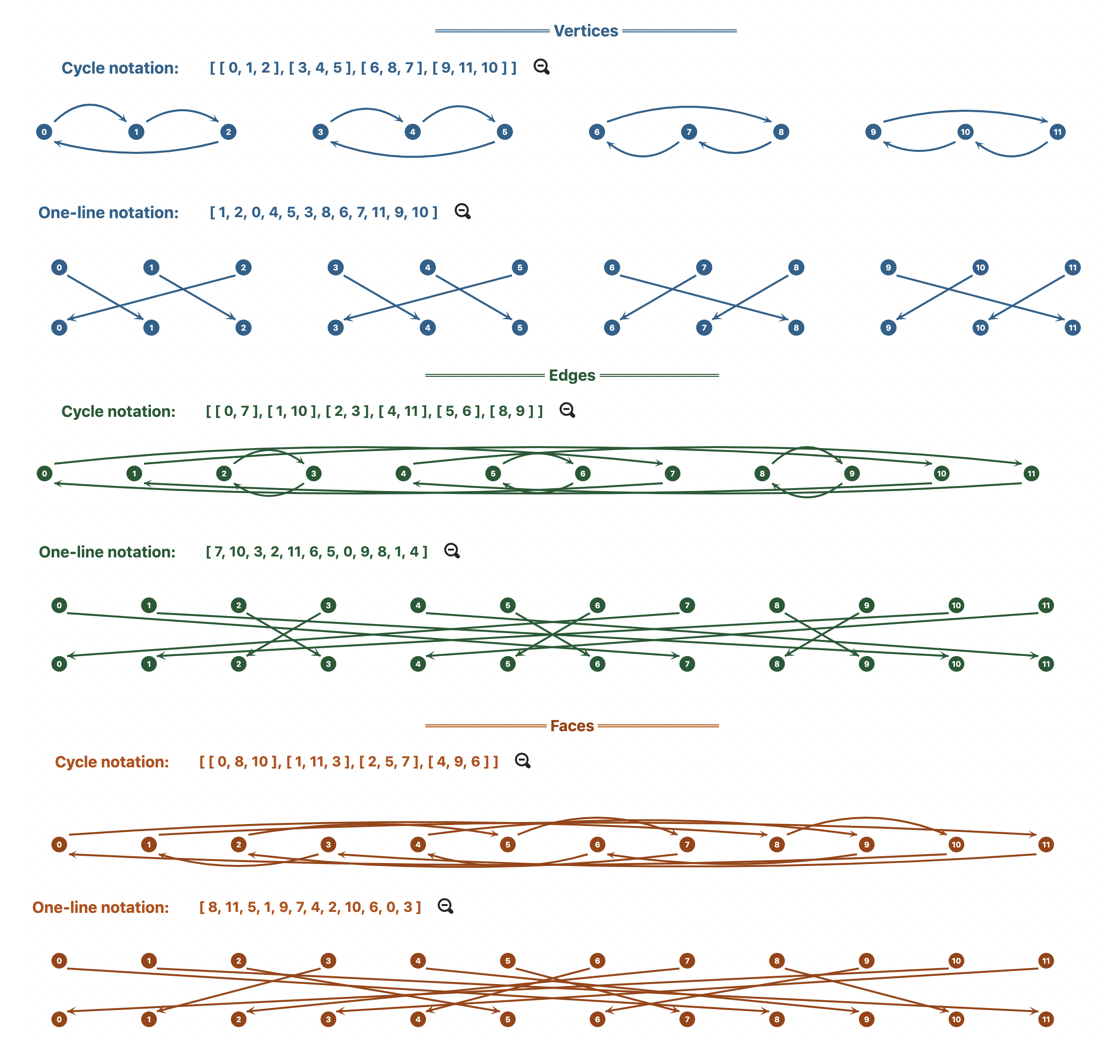 Vertices
Cycle notation: [ [ 0, 1, 2 ], [ 3, 4, 5 ], [ 6, 8, 7 ], [ 9, 11, 10 ] ]
0 1 2 3 4 5 6 7 8 9 10 11
One-line notation: [ 1, 2, 0, 4, 5, 3, 8, 6, 7, 11, 9, 10 ]
0 1 2 3 4 5 6 7 8 9 10 11
0 1 2 3 4 5 6 7 8 9 10 11
Edges
Cycle notation: [ [ 0, 7 ], [ 1, 10 ], [ 2, 3 ], [ 4, 11 ], [ 5, 6 ], [ 8, 9 ] ]
0 1 2 3 4 5 6 7 8 9 10 11
One-line notation: [ 7, 10, 3, 2, 11, 6, 5, 0, 9, 8, 1, 4 ]
0 1 2 3 4 5 6 7 8 9 10 11
0 1 2 3 4 5 6 7 8 9 10 11
Faces
Cycle notation: [ [ 0, 8, 10 ], [ 1, 11, 3 ], [ 2, 5, 7 ], [ 4, 9, 6 ] ]
0 1 2 3 4 5 6 7 8 9 10 11
One-line notation: [ 8, 11, 5, 1, 9, 7, 4, 2, 10, 6, 0, 3 ]
0 1 2 3 4 5 6 7 8 9 10 11
0 1 2 3 4 5 6 7 8 9 10 11